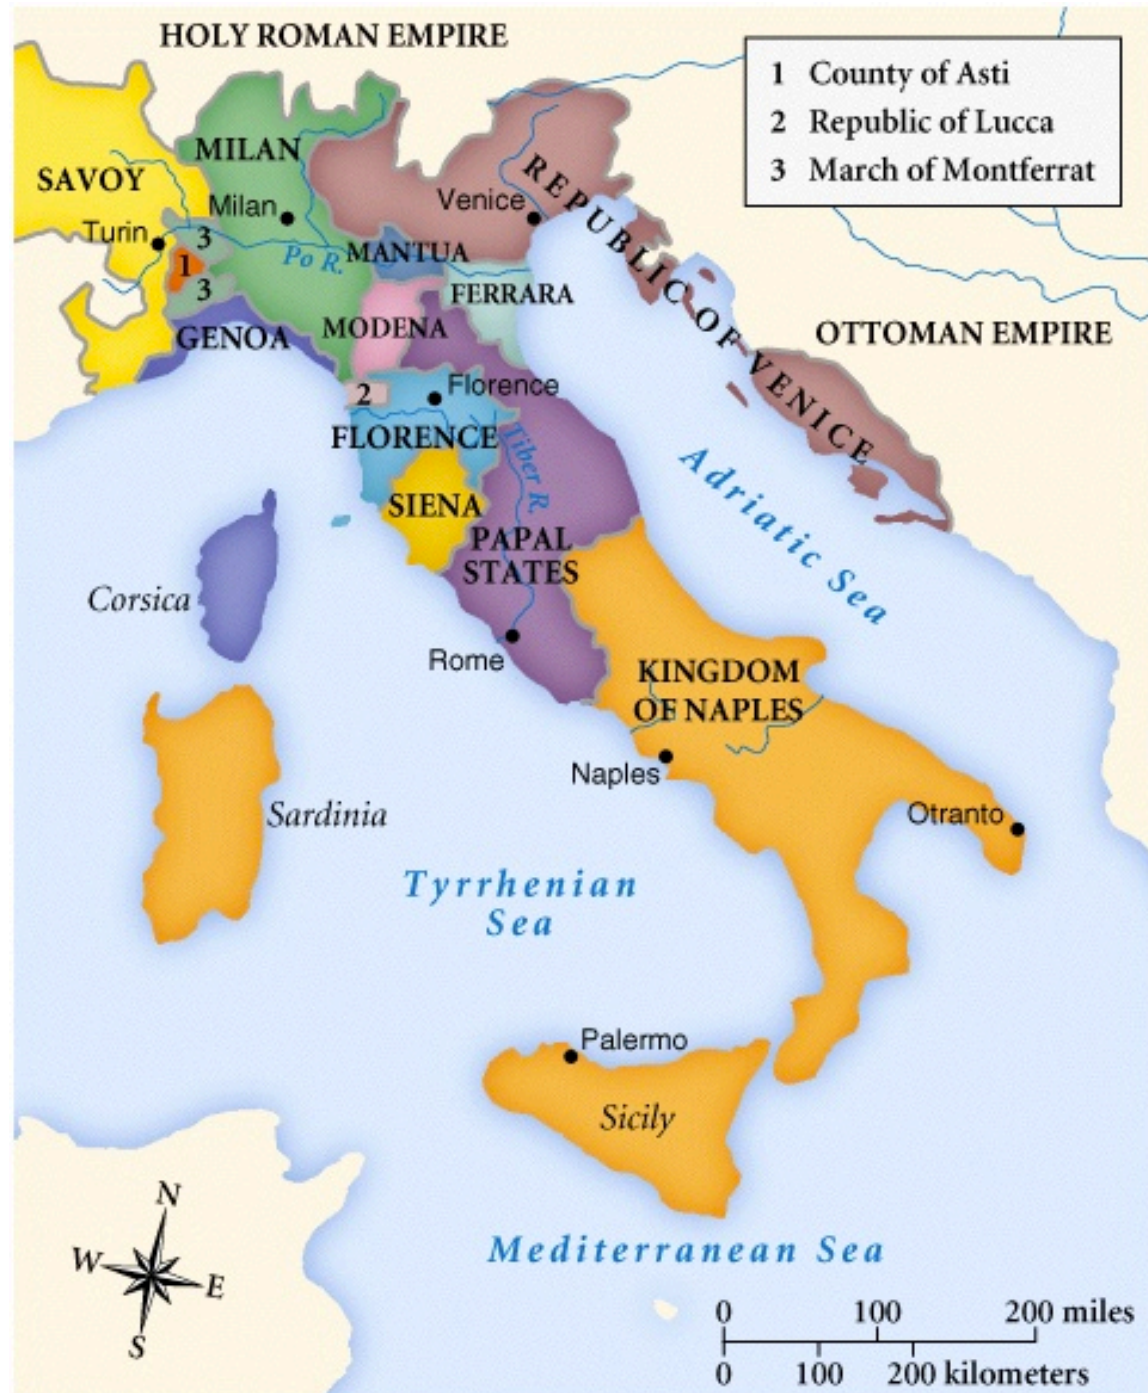 HOLY ROMAN EMPIRE
1 County of Asti
2 Republic of Lucca
3 March of Montferrat
MILAN
SAVOY
Milan
Venice
REPUBLIC OF VENICE
Turin
3
Po R.
MANTUA
1
3
FERRARA
GENOA
MODENA
OTTOMAN EMPIRE
2
Florence
FLORENCE
Tiber R.
Adriatic Sea
SIENA
PAPAL
STATES
Corsica
Rome
KINGDOM
OF NAPLES
Naples
Sardinia
Otranto
Tyrrhenian
Sea
Palermo
Sicily
N
W
E
S
Mediterranean Sea
0 100 200 miles
0 100 200 kilometers